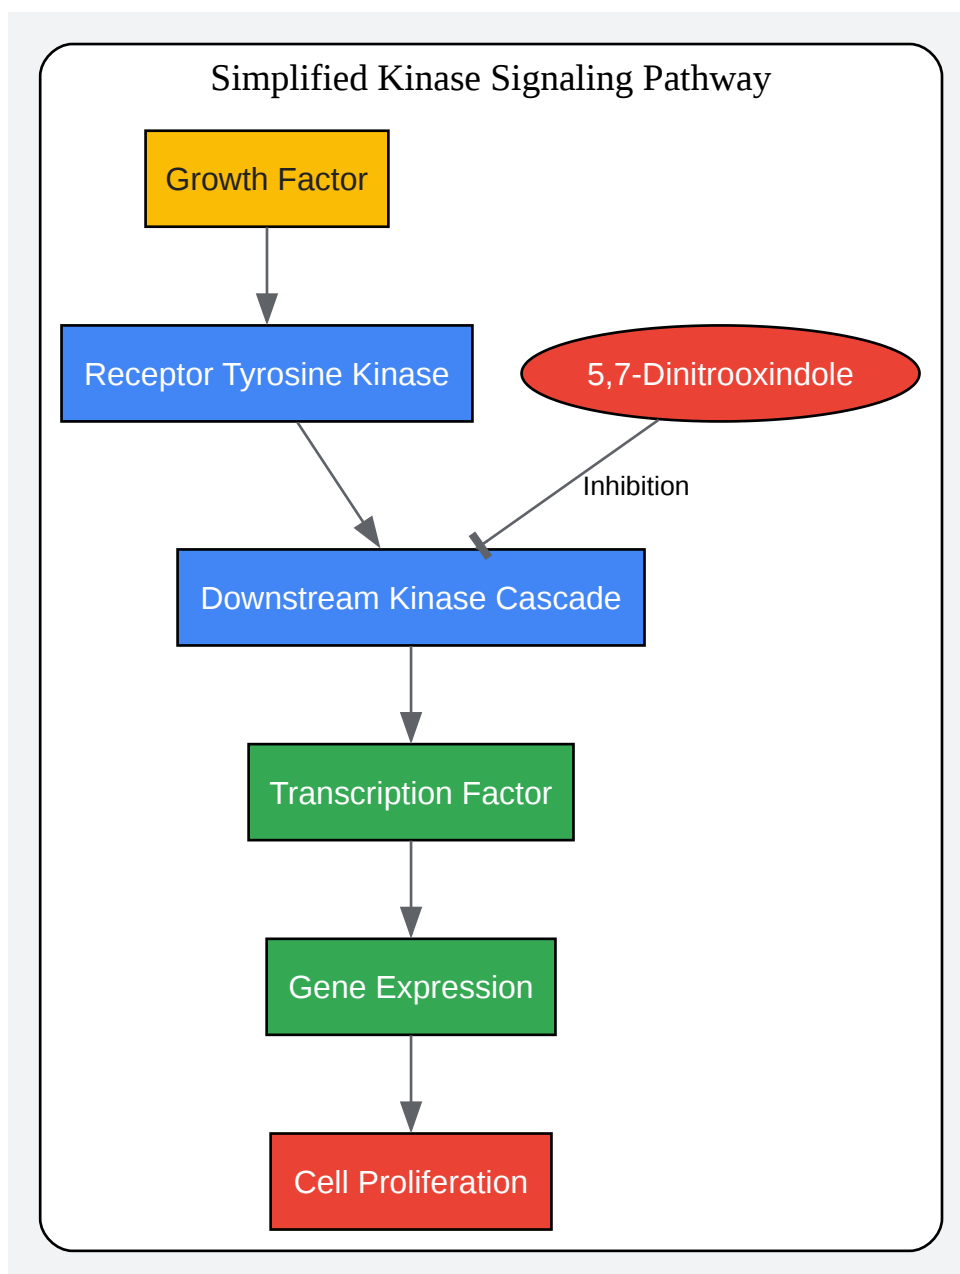 Simplified Kinase Signaling Pathway
Growth Factor
Receptor Tyrosine Kinase
5,7-Dinitrooxindole
Inhibition
Downstream Kinase Cascade
Transcription Factor
Gene Expression
Cell Proliferation